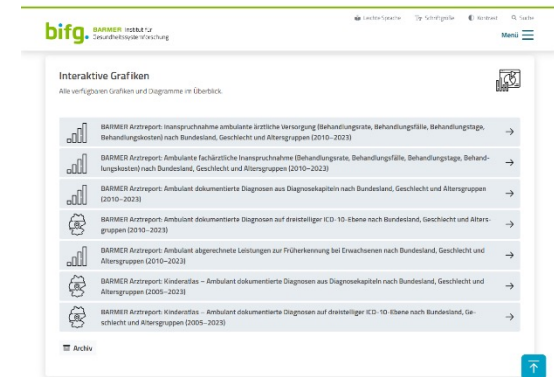 Leichte Sprache Schriftgröße Kontrast Suche
bifg. BARMER Institut für
Gesundheitssystemforschung
Menü
Interaktive Grafiken
Alle verfügbaren Grafiken und Diagramme im Überblick.
BARMER Arztreport: Inanspruchnahme ambulante ärztliche Versorgung (Behandlungsrate, Behandlungsfälle, Behandlungstage,
Behandlungskosten) nach Bundesland, Geschlecht und Altersgruppen (2010–2023)
BARMER Arztreport: Ambulante fachärztliche Inanspruchnahme (Behandlungsrate, Behandlungsfälle, Behandlungstage, Behand-
lungskosten) nach Bundesland, Geschlecht und Altersgruppen (2010–2023)
BARMER Arztreport: Ambulant dokumentierte Diagnosen aus Diagnosekapiteln nach Bundesland, Geschlecht und Altersgruppen
(2010–2023)
BARMER Arztreport: Ambulant dokumentierte Diagnosen auf dreistelliger ICD-10-Ebene nach Bundesland, Geschlecht und Alters-
gruppen (2010–2023)
BARMER Arztreport: Ambulant abgerechnete Leistungen zur Früherkennung bei Erwachsenen nach Bundesland, Geschlecht und
Altersgruppen (2010–2023)
BARMER Arztreport: Kinderatlas – Ambulant dokumentierte Diagnosen aus Diagnosekapiteln nach Bundesland, Geschlecht und
Altersgruppen (2005–2023)
BARMER Arztreport: Kinderatlas – Ambulant dokumentierte Diagnosen auf dreistelliger ICD-10-Ebene nach Bundesland, Ge-
schlecht und Altersgruppen (2005–2023)
Archiv